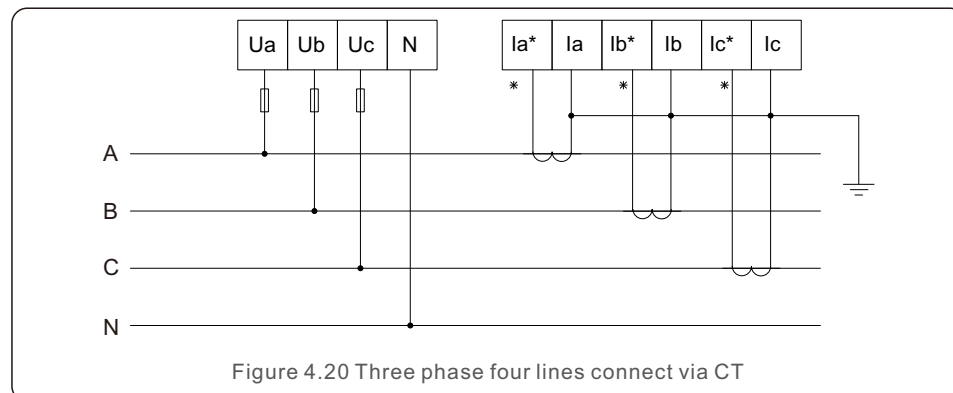 Ua Ub Uc N Ia* Ia Ib* Ib Ic* Ic
* * *
A
B
C
N
Figure 4.20 Three phase four lines connect via CT